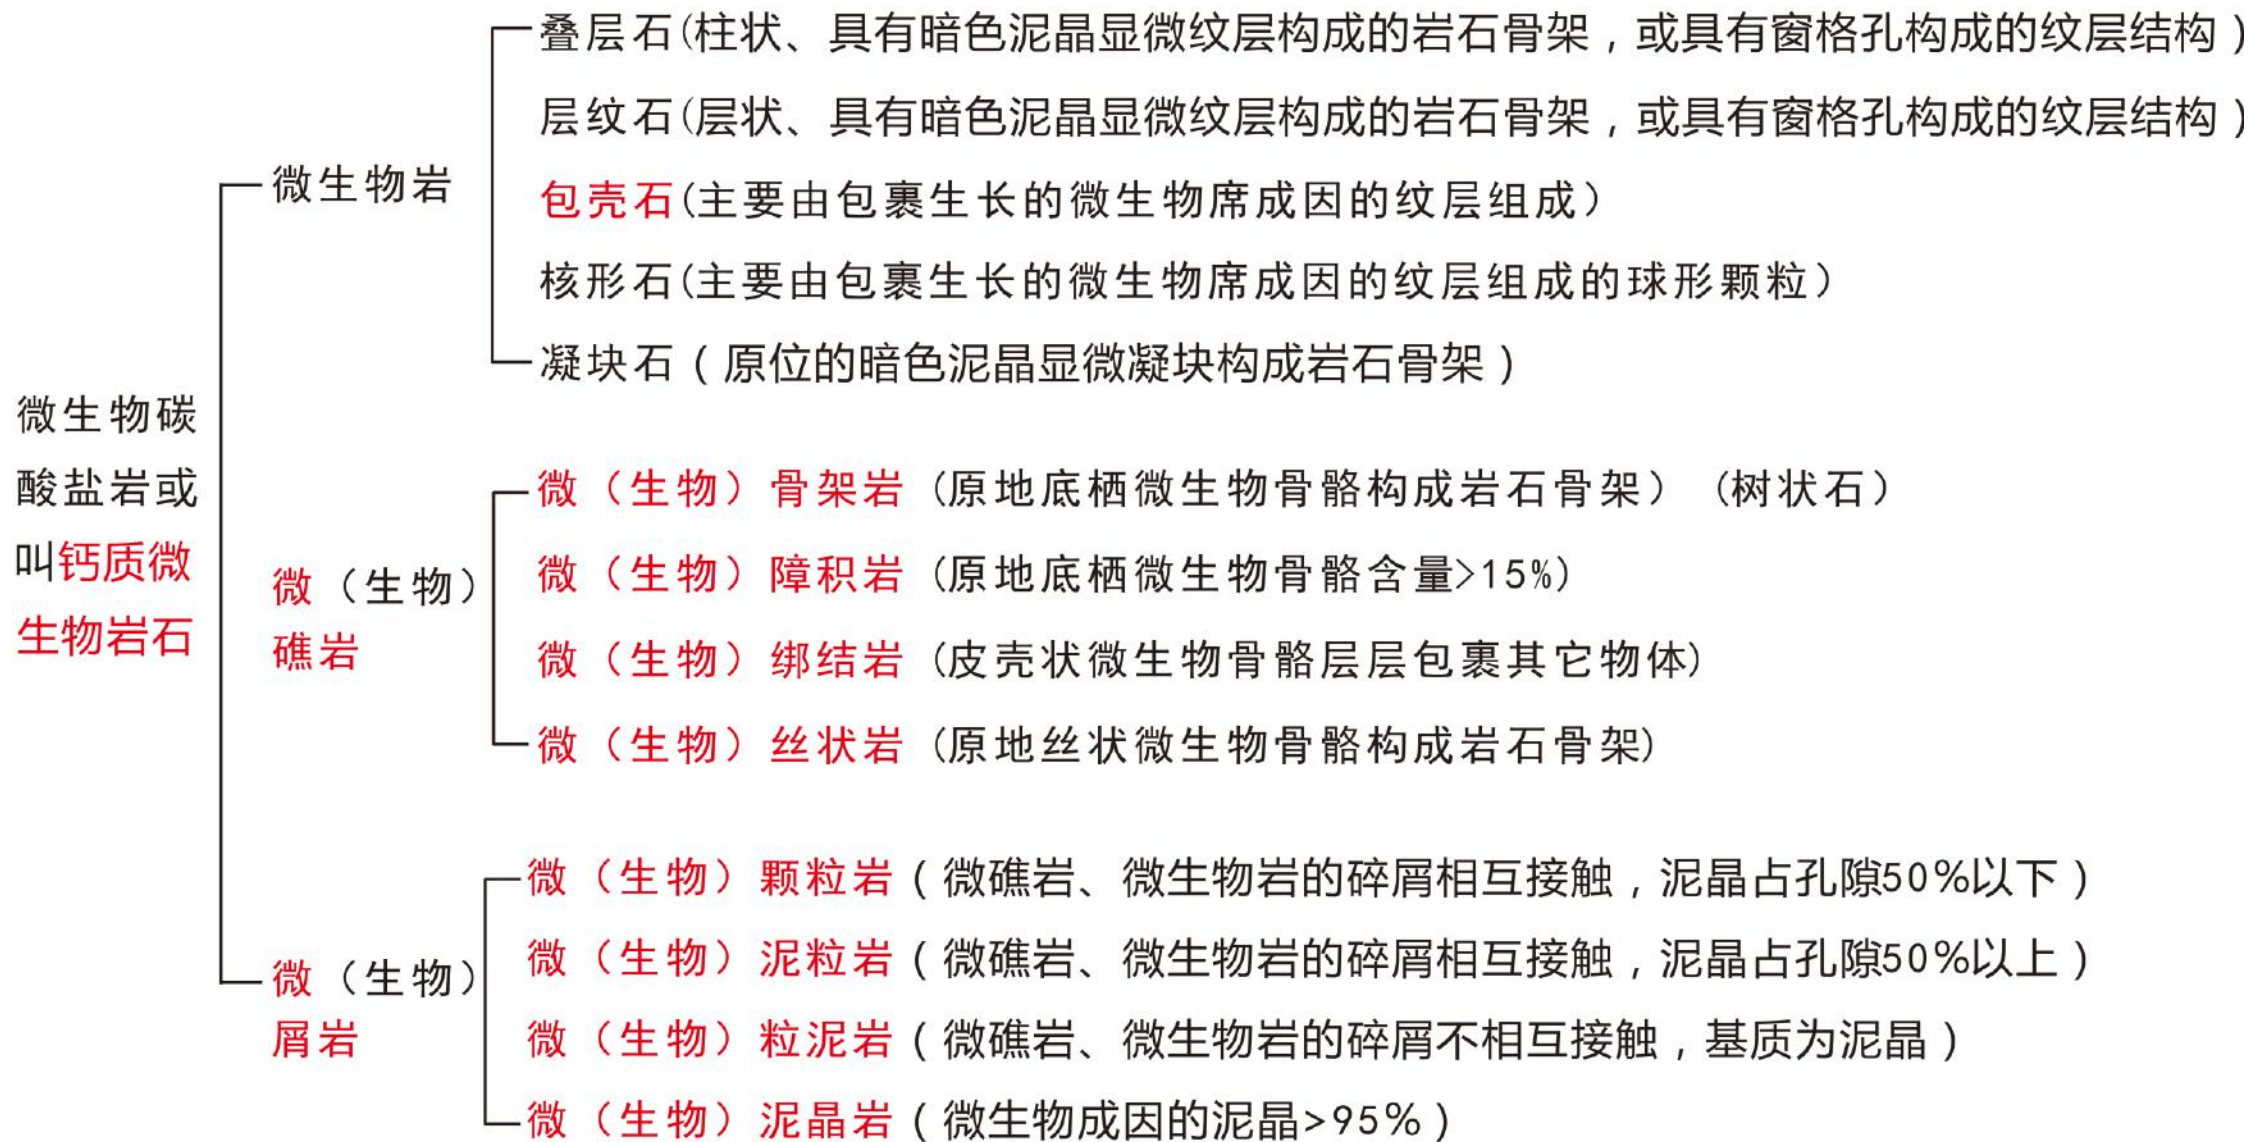 叠层石(柱状、具有暗色泥晶显微纹层构成的岩石骨架，或具有窗格孔构成的纹层结构)
层纹石(层状、具有暗色泥晶显微纹层构成的岩石骨架，或具有窗格孔构成的纹层结构)
微生物岩
包壳石(主要由包裹生长的微生物席成因的纹层组成)
核形石(主要由包裹生长的微生物席成因的纹层组成的球形颗粒)
凝块石(原位的暗色泥晶显微凝块构成岩石骨架)
微生物碳
酸盐岩或
叫钙质微
生物岩石
微（生物）骨架岩 (原地底栖微生物骨骼构成岩石骨架) (树状石)
微（生物）障积岩 (原地底栖微生物骨骼含量>15%)
微（生物）
礁岩
微（生物）绑结岩 (皮壳状微生物骨骼层层包裹其它物体)
微（生物）丝状岩 (原地丝状微生物骨骼构成岩石骨架)
微（生物）颗粒岩(微礁岩、微生物岩的碎屑相互接触，泥晶占孔隙50%以下)
微（生物）泥粒岩(微礁岩、微生物岩的碎屑相互接触，泥晶占孔隙50%以上)
微（生物）
屑岩
微（生物）粒泥岩(微礁岩、微生物岩的碎屑不相互接触，基质为泥晶)
微（生物）泥晶岩(微生物成因的泥晶>95%)